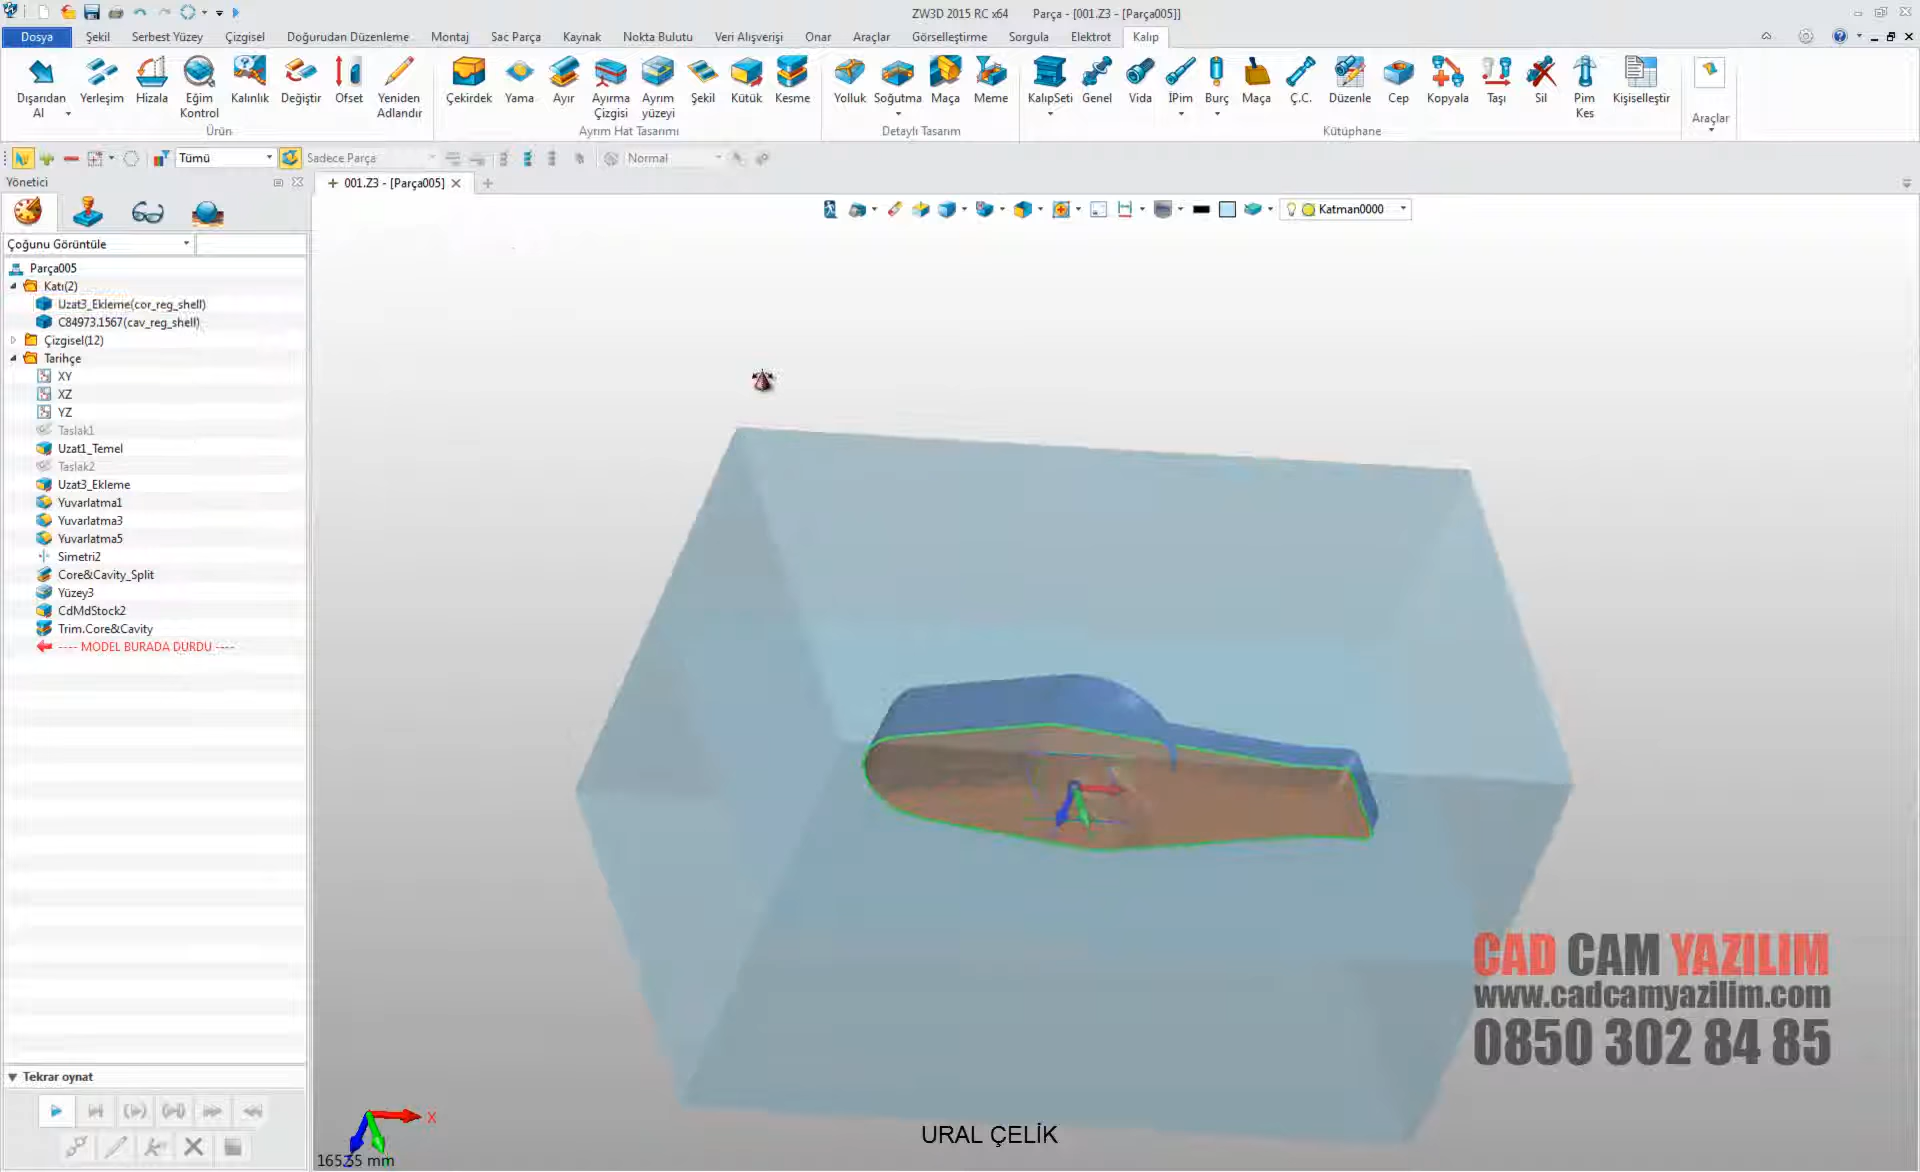 ZW3D 2015 RC x64 Parça - [001.Z3 - [Parça005]]
Dosya Şekil Serbest Yüzey Çizgisel Doğurudan Düzenleme Montaj Sac Parça Kaynak Nokta Bulutu Veri Alışverişi Onar Araçlar Görselleştirme Sorgula Elektrot Kalıp
Dışarıdan Al Yerleşim Hizala Eğim Kontrol Kalınlık Değiştir Ofset Yeniden Adlandır
Çekirdek Yama Ayır Ayırma Çizgisi Ayrım yüzeyi Şekil Kütük Kesme
Yolluk Soğutma Maça Meme
KalıpSeti Genel Vida IPim Burç Maça Ç.C. Düzenle Cep Kopyala Taşı Sil Pim Kes Kişiselleştir
Araçlar
Ürün Ayrım Hat Tasarımı Detaylı Tasarım Kütüphane
Tümü Sadece Parça Normal
Yönetici
001.Z3 - [Parça005]
Katman0000
Çoğunu Görüntüle
Parça005
Katı(2)
Uzat3_Ekleme(cor_reg_shell)
C84973.1567(cav_reg_shell)
Çizgisel(12)
Tarihçe
XY
XZ
YZ
Taslak1
Uzat1_Temel
Taslak2
Uzat3_Ekleme
Yuvarlatma1
Yuvarlatma3
Yuvarlatma5
Simetri2
Core&Cavity_Split
Yüzey3
CdMdStock2
Trim.Core&Cavity
---- MODEL BURADA DURDU ----
CAD CAM YAZILIM
www.cadcamyazilim.com
0850 302 84 85
Tekrar oynat
X
URAL ÇELİK
165.55 mm